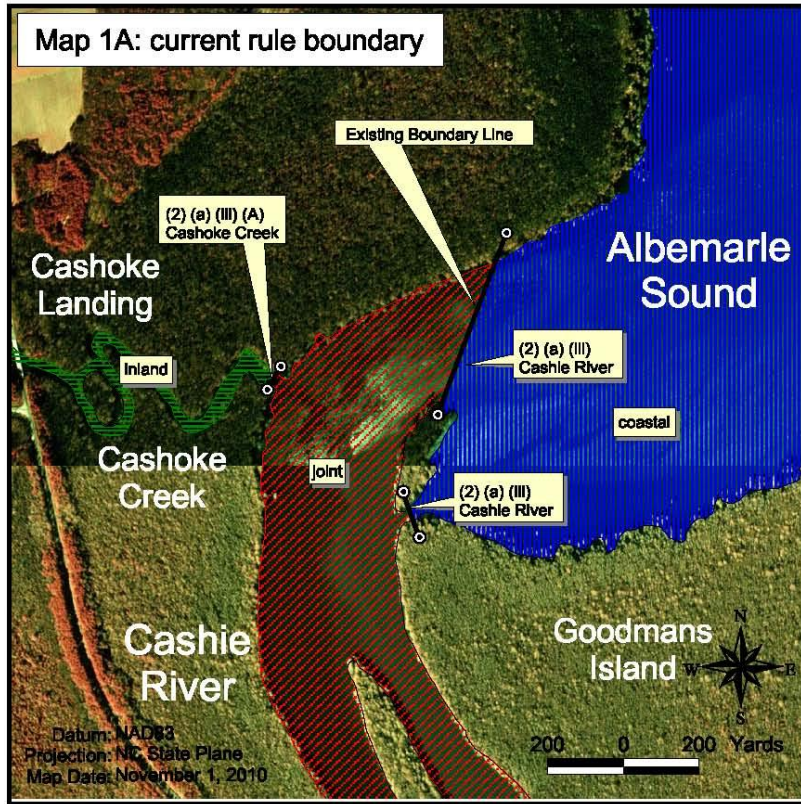 Map 1A: current rule boundary
Existing Boundary Line
(2) (a) (III) (A)
Cashoke Creek
Albemarle
Sound
Cashoke
Landing
(2) (a) (III)
Cashie River
Inland
coastal
Cashoke
Creek
joint
(2) (a) (III)
Cashie River
Cashie
River
Goodmans
Island
N
W
E
S
Datum: NAD83
Projection: NC State Plane
Map Date: November 1, 2010
200 0 200 Yards